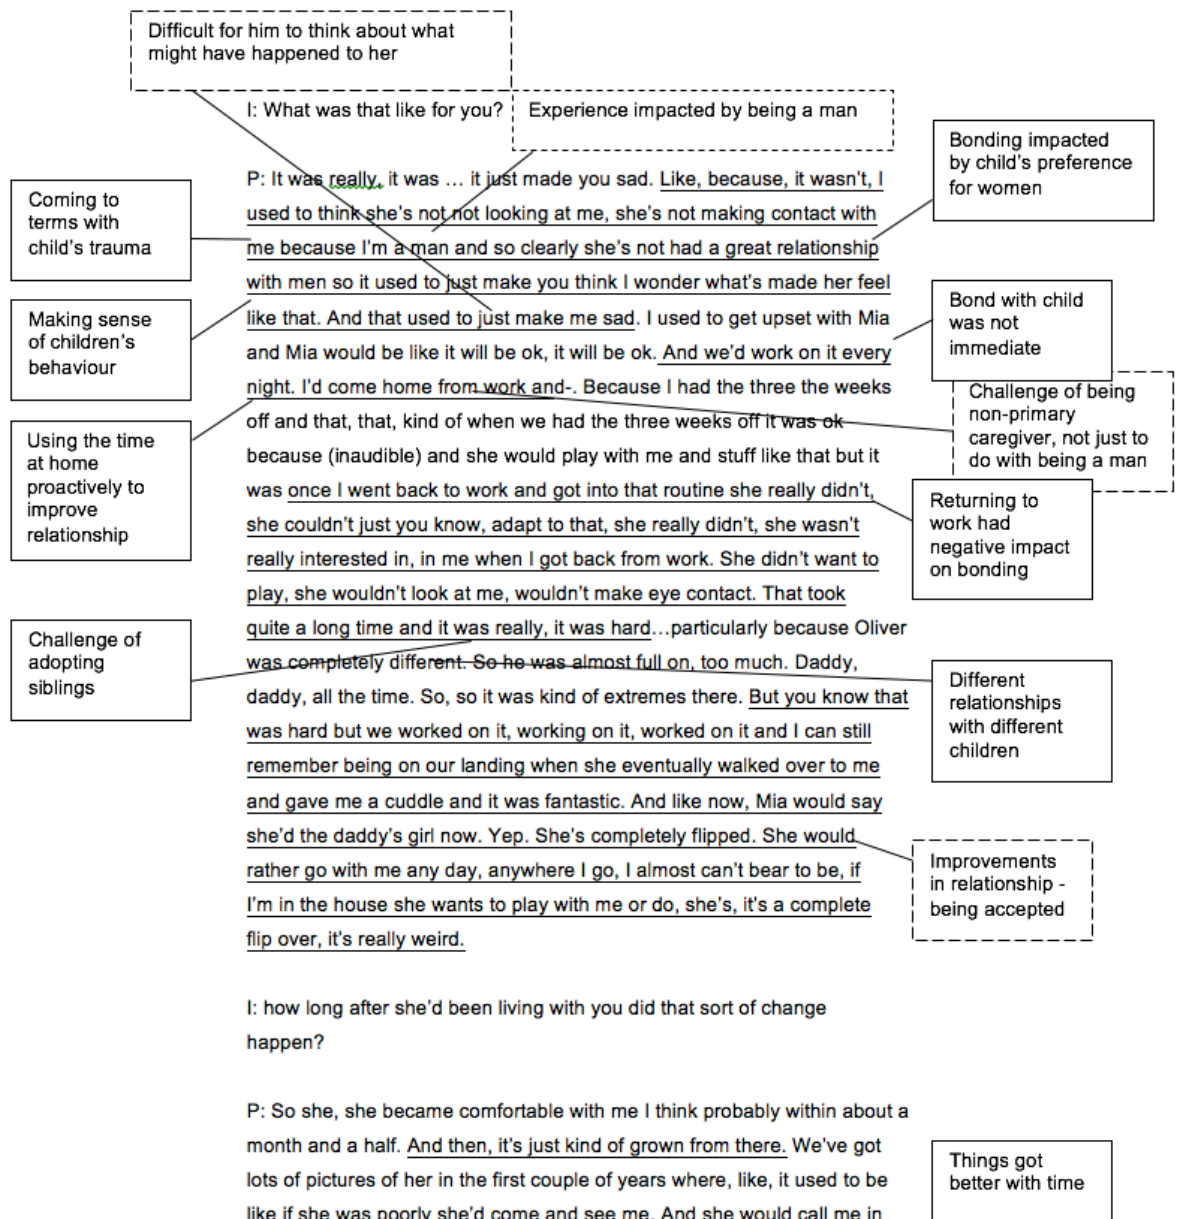 Difficult for him to think about what
might have happened to her
I: What was that like for you?
Experience impacted by being a man
Bonding impacted
by child's preference
for women
Coming to
terms with
child's trauma
Making sense
of children's
behaviour
Using the time
at home
proactively to
improve
relationship
Challenge of
adopting
siblings
P: It was really, it was … it just made you sad. Like, because, it wasn't, I
used to think she's not not looking at me, she's not making contact with
me because I'm a man and so clearly she's not had a great relationship
with men so it used to just make you think I wonder what's made her feel
like that. And that used to just make me sad. I used to get upset with Mia
and Mia would be like it will be ok, it will be ok. And we'd work on it every
night. I'd come home from work and-. Because I had the three the weeks
off and that, that, kind of when we had the three weeks off it was ok
because (inaudible) and she would play with me and stuff like that but it
was once I went back to work and got into that routine she really didn't,
she couldn't just you know, adapt to that, she really didn't, she wasn't
really interested in, in me when I got back from work. She didn't want to
play, she wouldn't look at me, wouldn't make eye contact. That took
quite a long time and it was really, it was hard…particularly because Oliver
was completely different. So he was almost full on, too much. Daddy,
daddy, all the time. So, so it was kind of extremes there. But you know that
was hard but we worked on it, working on it, worked on it and I can still
remember being on our landing when she eventually walked over to me
and gave me a cuddle and it was fantastic. And like now, Mia would say
she'd the daddy's girl now. Yep. She's completely flipped. She would
rather go with me any day, anywhere I go, I almost can't bear to be, if
I'm in the house she wants to play with me or do, she's, it's a complete
flip over, it's really weird.
Bond with child
was not
immediate
Challenge of being
non-primary
caregiver, not just to
do with being a man
Returning to
work had
negative impact
on bonding
Different
relationships
with different
children
Improvements
in relationship -
being accepted
I: how long after she'd been living with you did that sort of change
happen?
P: So she, she became comfortable with me I think probably within about a
month and a half. And then, it's just kind of grown from there. We've got
lots of pictures of her in the first couple of years where, like, it used to be
like if she was poorly she'd come and see me. And she would call me in
Things got
better with time